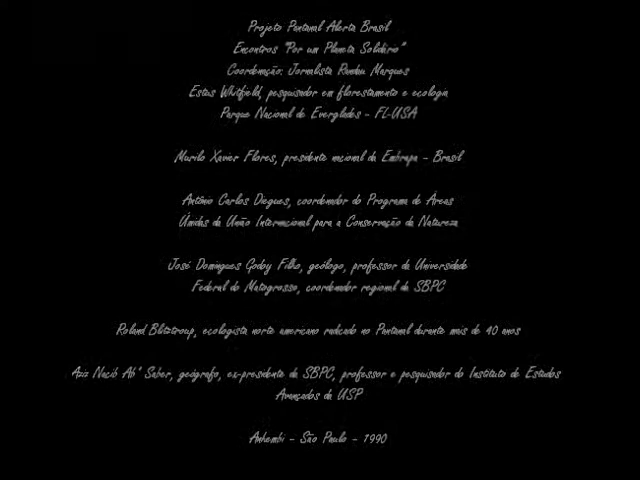 Projeto Pantanal Alerta Brasil
Encontros "Por um Planeta Solidário"
Coordenação: Jornalista Randau Marques
Estus Whitfield, pesquisador em florestamento e ecologia
Parque Nacional de Everglades - FL-USA
Murilo Xavier Flores, presidente nacional da Embrapa - Brasil
Antônio Carlos Diegues, coordenador do Programa de Áreas
Úmidas da União Internacional para a Conservação da Natureza
José Domingues Godoy Filho, geólogo, professor da Universidade
Federal do Matogrosso, coordenador regional da SBPC
Roland Blitztroup, ecologista norte americano radicado no Pantanal durante mais de 40 anos
Aziz Nacib Ab' Saber, geógrafo, ex-presidente da SBPC, professor e pesquisador do Instituto de Estudos
Avançados da USP
Anhembi - São Paulo - 1990